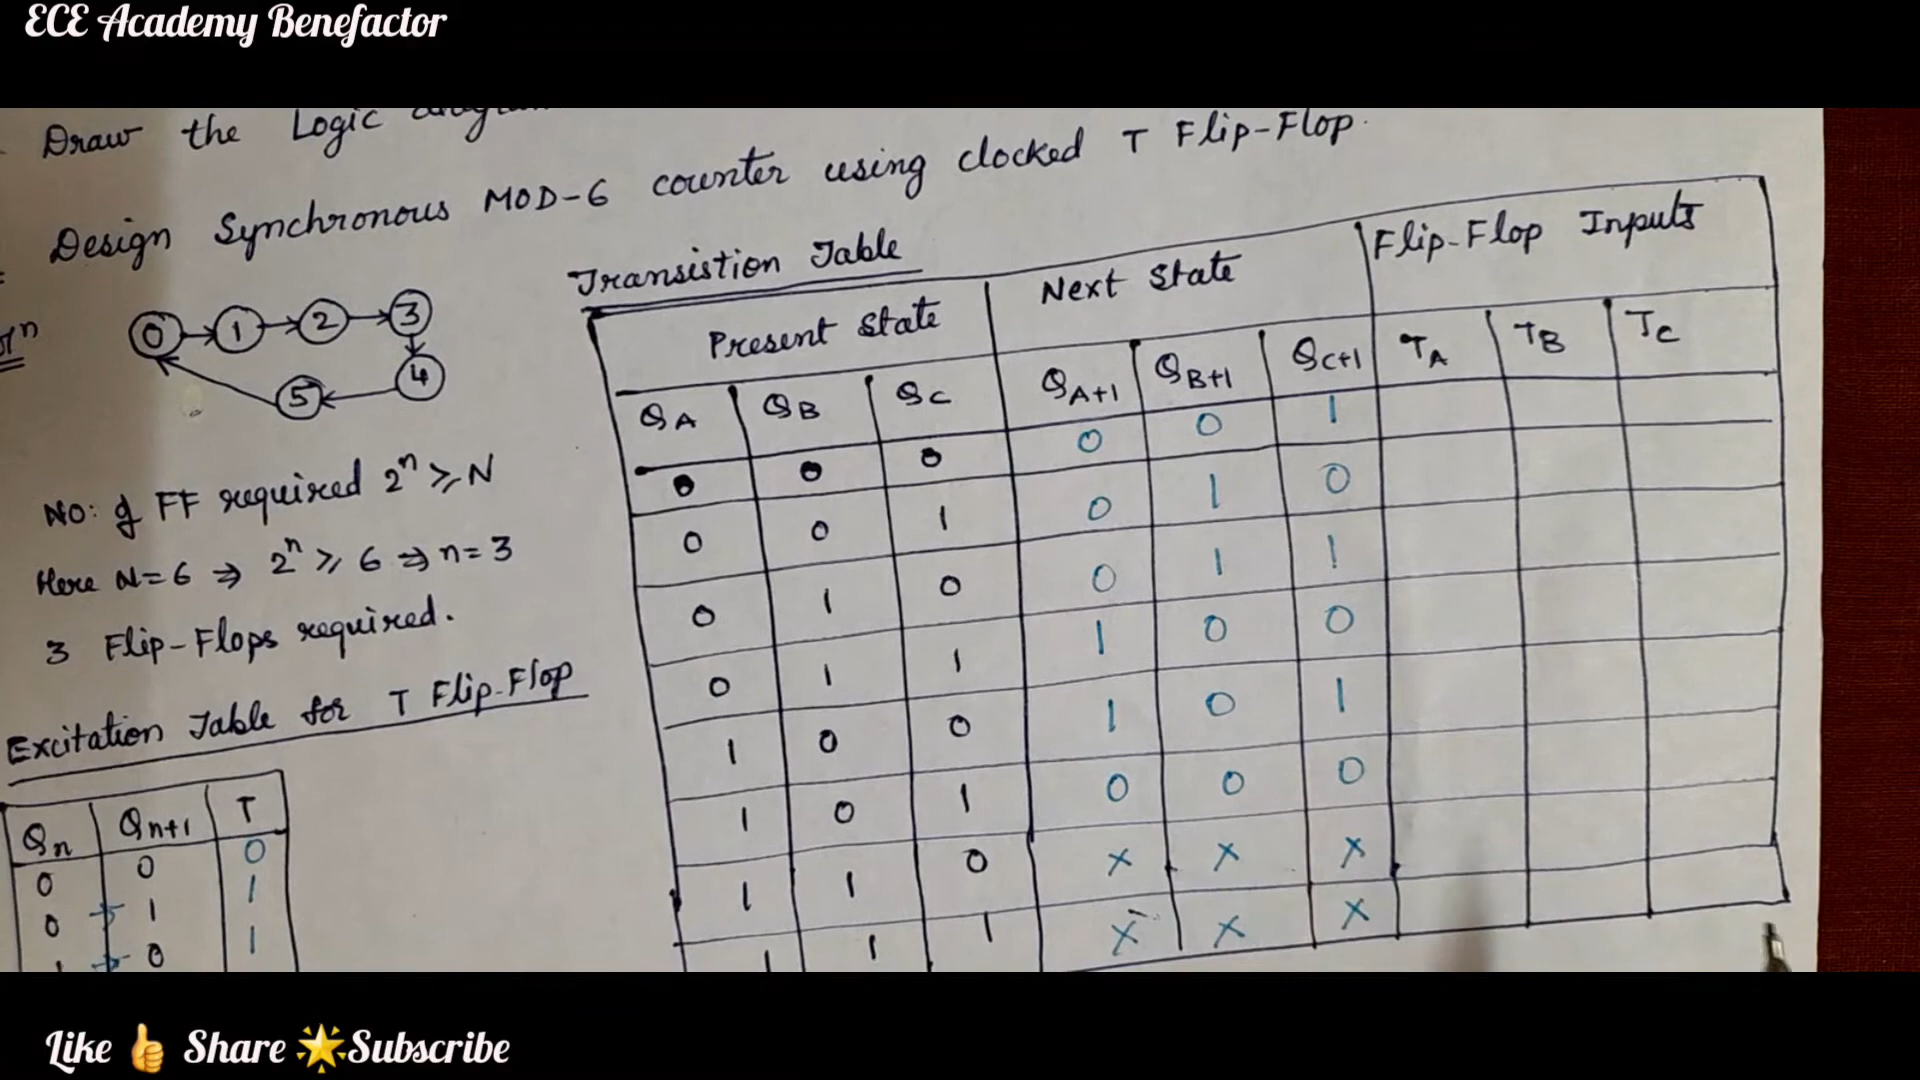 ECE Academy Benefactor
Draw the Logic
Design Synchronous MOD-6 counter using clocked T Flip-Flop.
0 1 2 3
5 4
NO: of FF required 2ⁿ ≥ N
Here N=6 ⇒ 2ⁿ ≥ 6 ⇒ n=3
3 Flip-Flops required.
Excitation Table for T Flip-Flop
Qn Qn+1 T
0 0 0
0 1 1
0 1
Transistion Table
Present State Next State Flip-Flop Inputs
QA QB QC QA+1 QB+1 QC+1 TA TB TC
0 0 0 0 0 1
0 0 1 0 1 0
0 1 0 0 1 1
0 1 1 1 0 0
1 0 0 1 0 1
1 0 1 0 0 0
1 1 0 X X X
1 1 1 X X X
Like 👍 Share 🌟Subscribe